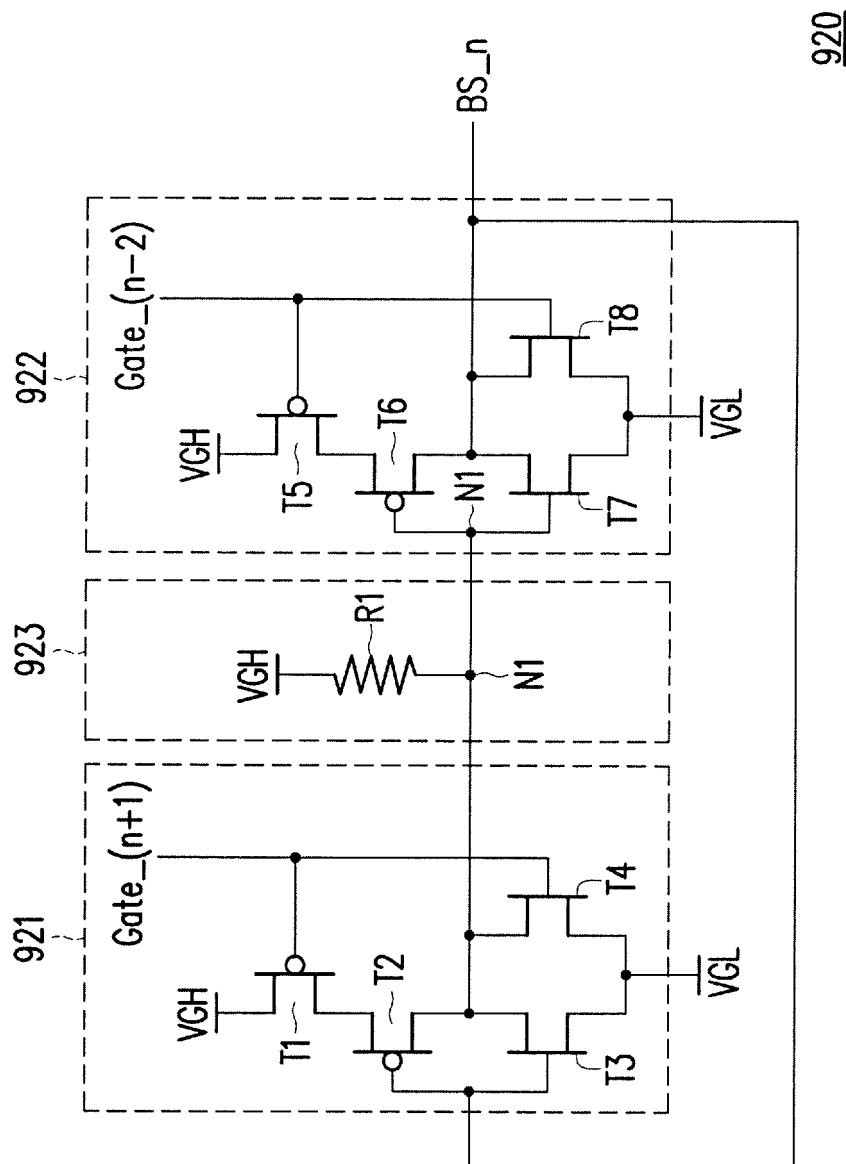 920
921
923
922
Gate_(n+1)
VGH
T1
T2
T3
T4
VGL
VGH
R1
N1
Gate_(n-2)
VGH
T5
T6
N1
T7
T8
VGL
BS_n